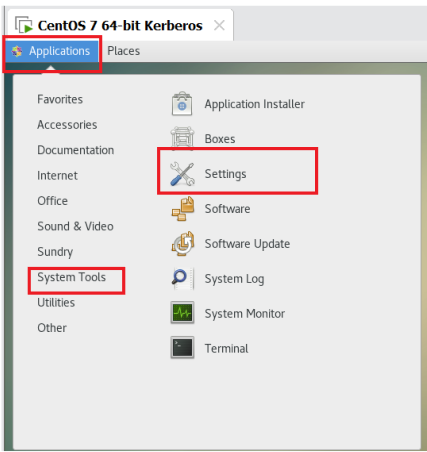 CentOS 7 64-bit Kerberos
Applications Places
Favorites
Accessories
Documentation
Internet
Office
Sound & Video
Sundry
System Tools
Utilities
Other
Application Installer
Boxes
Settings
Software
Software Update
System Log
System Monitor
Terminal